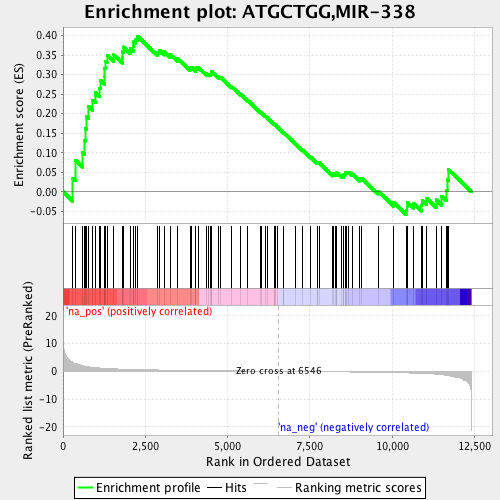 Enrichment plot: ATGCTGG,MIR-338
Enrichment score (ES)
0.40
0.35
0.30
0.25
0.20
0.15
0.10
0.05
0.00
-0.05
'na_pos' (positively correlated)
Ranked list metric (PreRanked)
20
10
0
-10
-20
Zero cross at 6546
'na_neg' (negatively correlated)
0
2,500
5,000
7,500
10,000
12,500
Rank in Ordered Dataset
Enrichment profile
Hits
Ranking metric scores